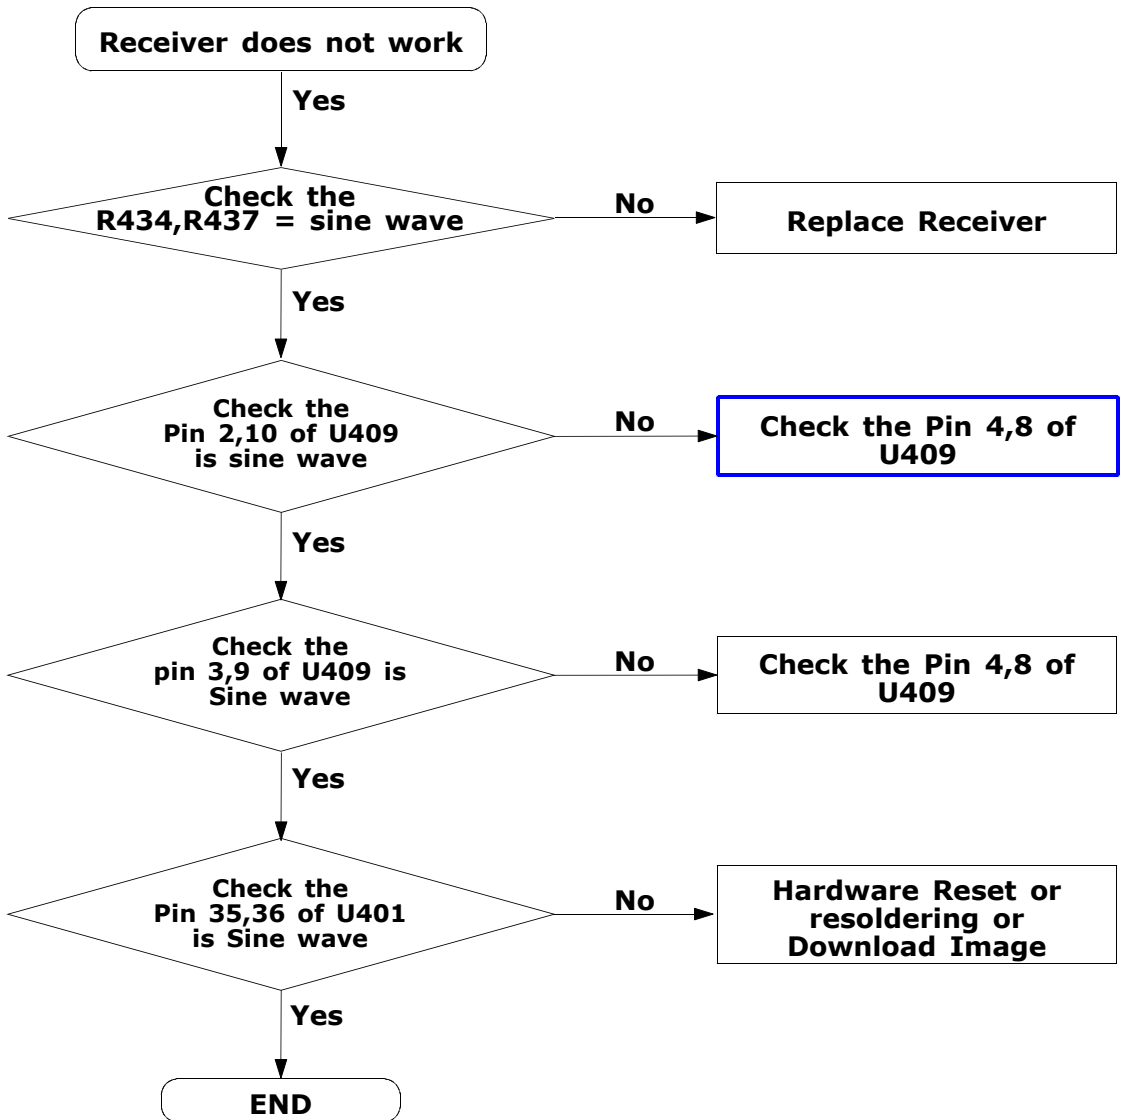 Receiver does not work
Yes
Check the
R434,R437 = sine wave
No
Replace Receiver
Yes
Check the
Pin 2,10 of U409
is sine wave
No
Check the Pin 4,8 of
U409
Yes
Check the
pin 3,9 of U409 is
Sine wave
No
Check the Pin 4,8 of
U409
Yes
Check the
Pin 35,36 of U401
is Sine wave
No
Hardware Reset or
resoldering or
Download Image
Yes
END